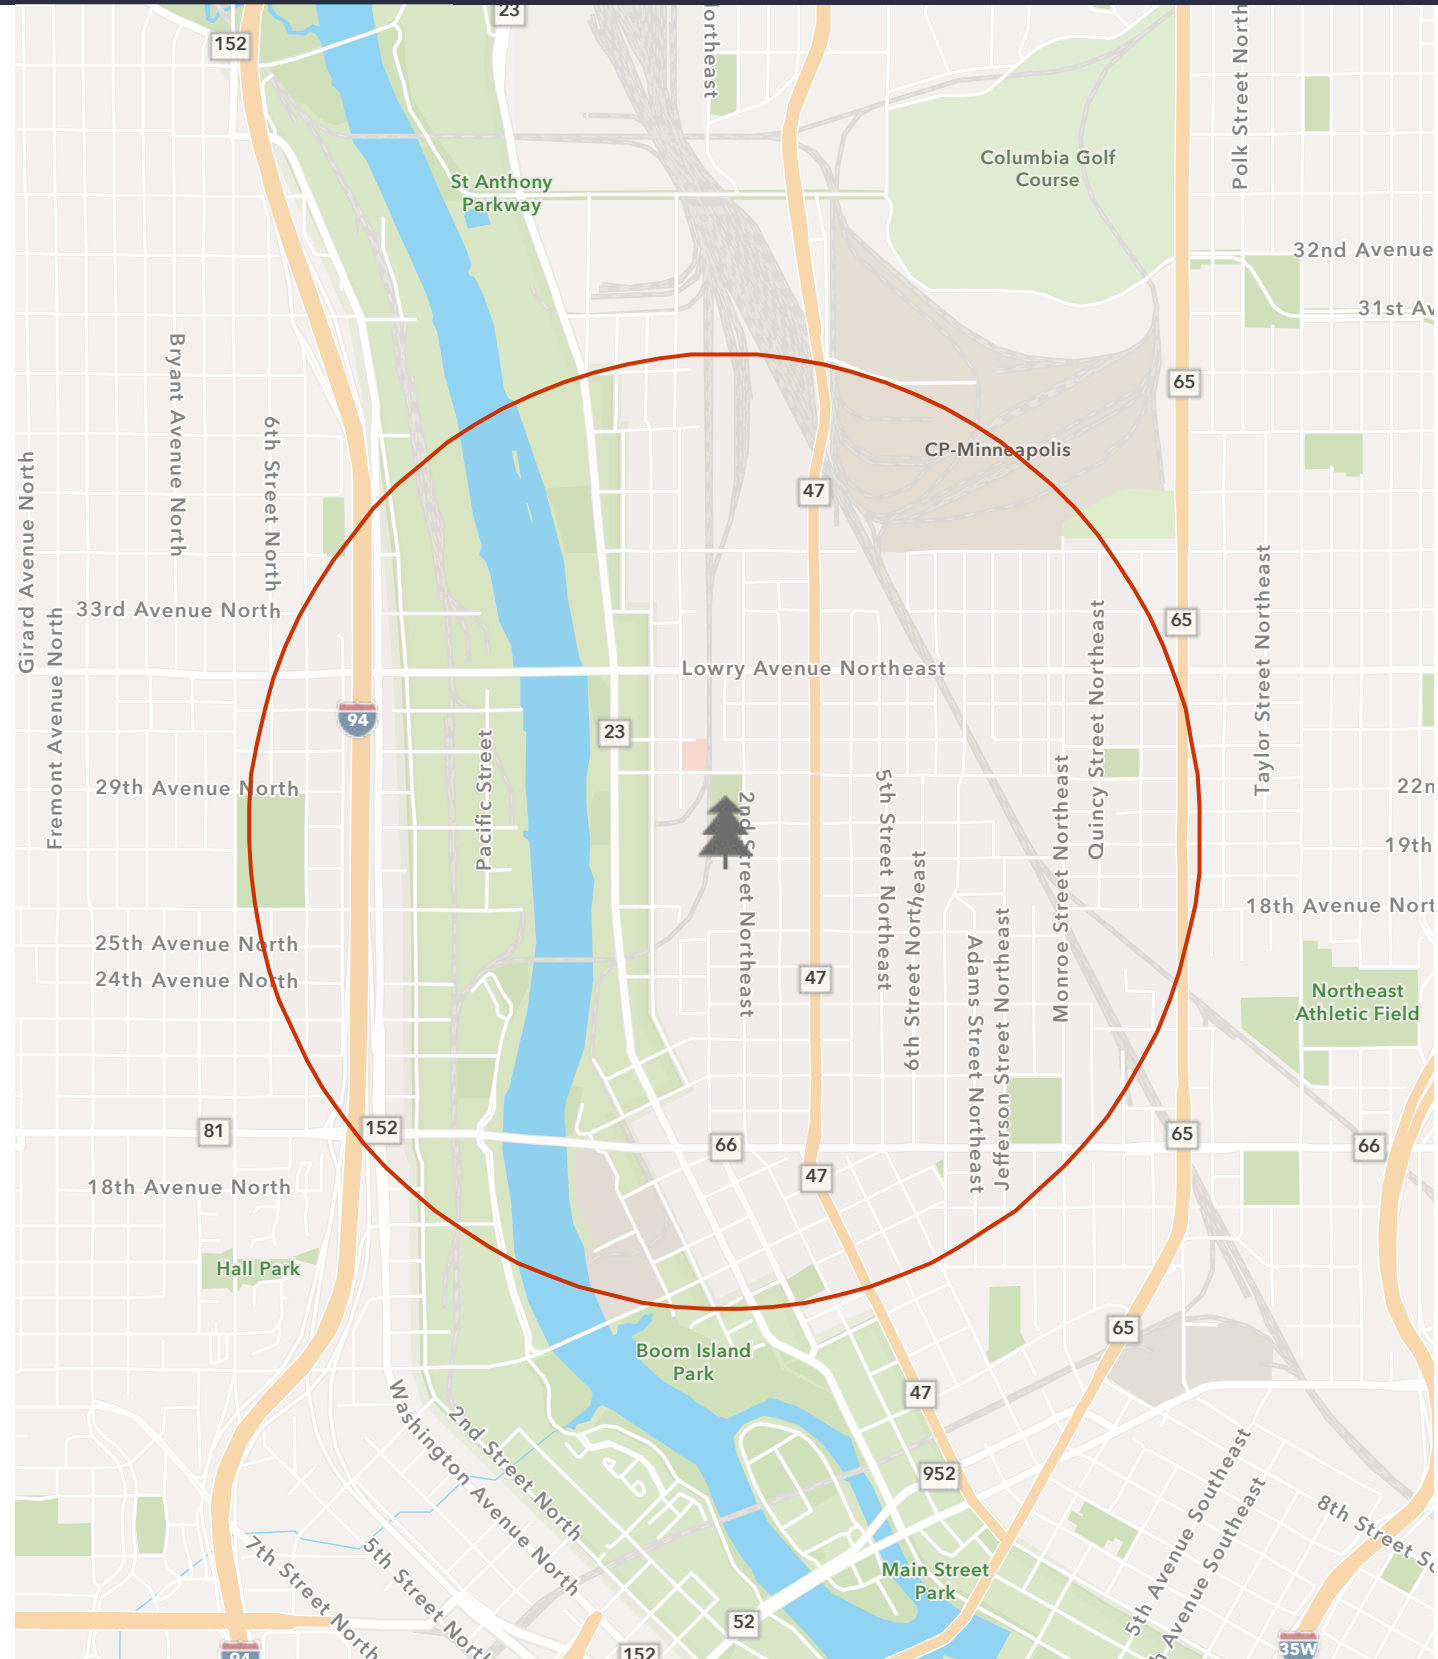 23
152
ortheast
Polk Street North
Columbia Golf
Course
St Anthony
Parkway
32nd Avenue
31st Av
Bryant Avenue North
65
6th Street North
CP-Minneapolis
Girard Avenue North
47
33rd Avenue North
65
Taylor Street Northeast
Quincy Street Northeast
Fremont Avenue North
Lowry Avenue Northeast
94
23
Pacific Street
29th Avenue North
22n
2nd Street Northeast
5th Street Northeast
Monroe Street Northeast
19th
6th Street Northeast
18th Avenue Nort
Adams Street Northeast
Jefferson Street Northeast
25th Avenue North
24th Avenue North
47
Northeast
Athletic Field
81
152
66
65
66
47
18th Avenue North
Hall Park
65
Boom Island
Park
47
Washington Avenue North
2nd Street North
952
5th Avenue Southeast
h Avenue Southeast
8th Street So
7th Street North
5th Street North
Main Street
Park
52
94
152
35W